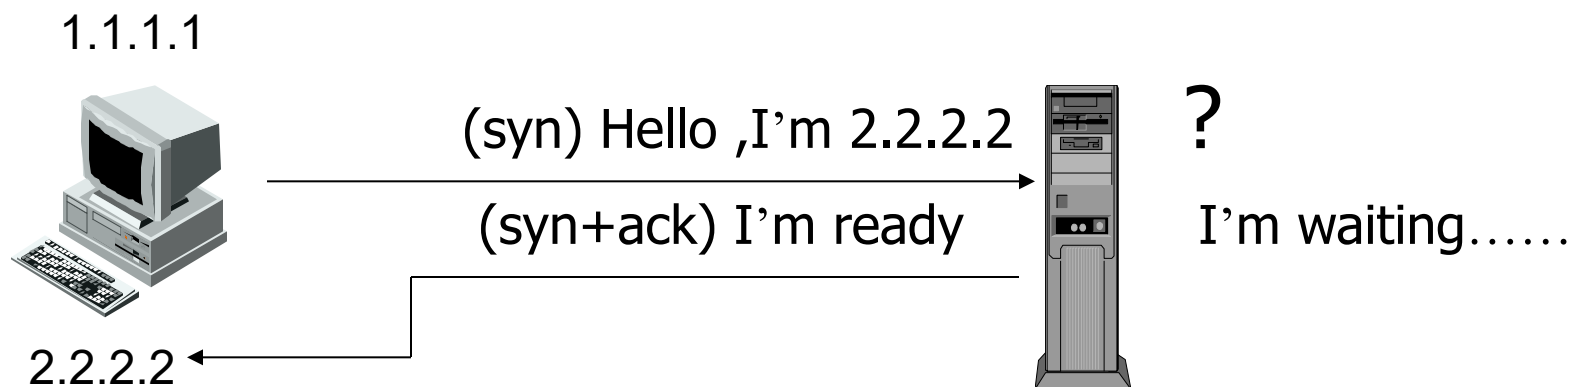 1.1.1.1
(syn) Hello ,I’m 2.2.2.2
?
(syn+ack) I’m ready
I’m waiting……
2.2.2.2